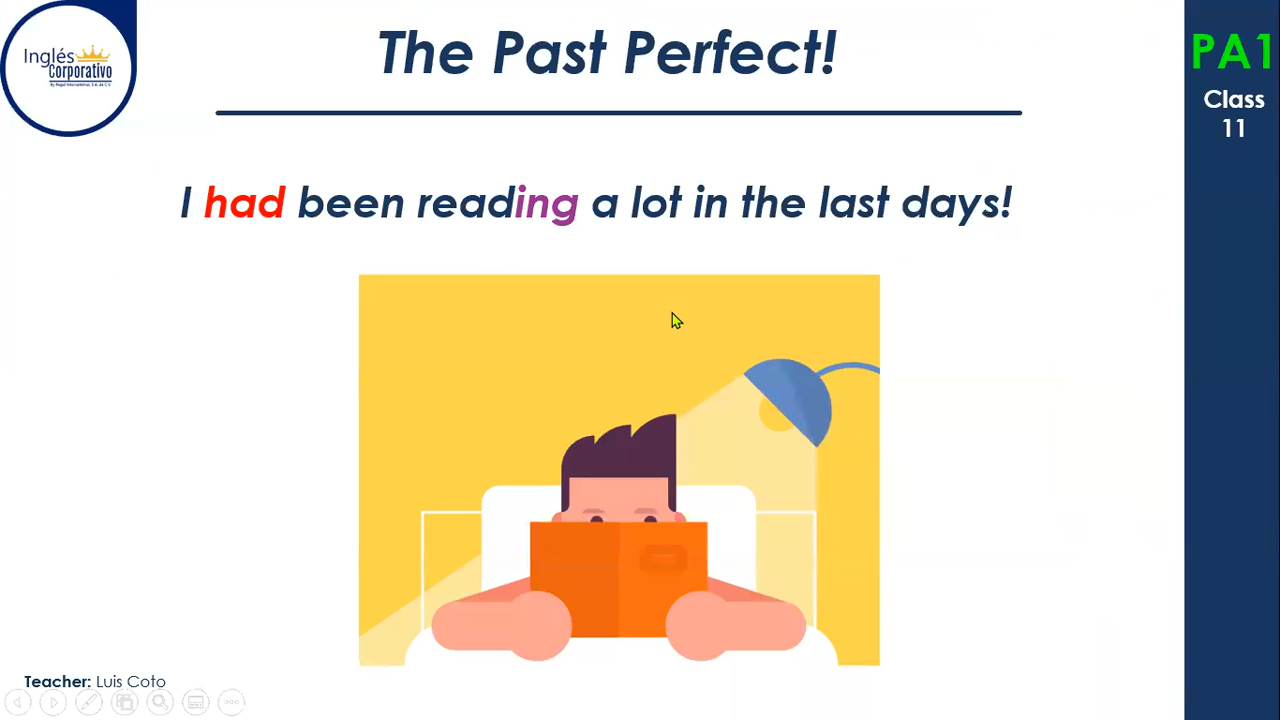 The Past Perfect!
PA1
Class
11
Inglés
Corporativo
I had been reading a lot in the last days!
Teacher: Luis Coto